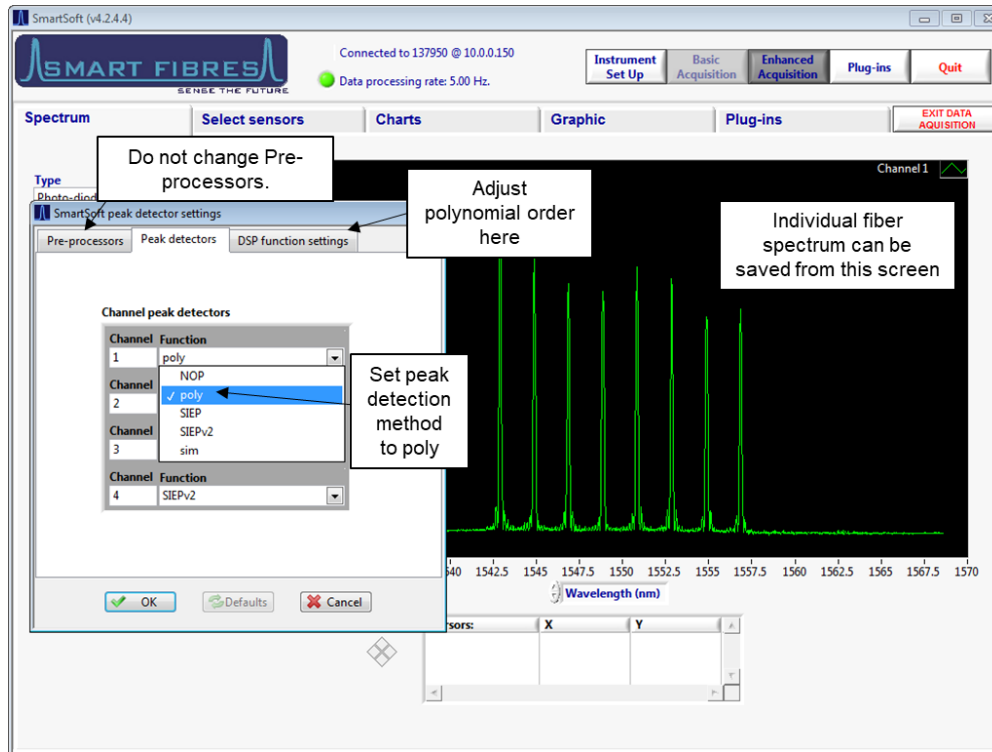 SmartSoft (v4.2.4.4)
SMART FIBRES
SENSE THE FUTURE
Connected to 137950 @ 10.0.0.150
Data processing rate: 5.00 Hz.
Instrument
Set Up
Basic
Acquisition
Enhanced
Acquisition
Plug-ins
Quit
Spectrum
Select sensors
Charts
Graphic
Plug-ins
EXIT DATA
AQUISITION
Do not change Pre-
processors.
Type
Photo-diod
Channel 1
Adjust
polynomial order
here
Individual fiber
spectrum can be
saved from this screen
SmartSoft peak detector settings
Pre-processors
Peak detectors
DSP function settings
Channel peak detectors
Channel Function
1 poly
NOP
✓ poly
SIEP
SIEPv2
sim
Channel
2
Channel
3
Channel Function
4 SIEPv2
Set peak
detection
method
to poly
OK
Defaults
Cancel
540 1542.5 1545 1547.5 1550 1552.5 1555 1557.5 1560 1562.5 1565 1567.5 1570
Wavelength (nm)
rsors: X Y